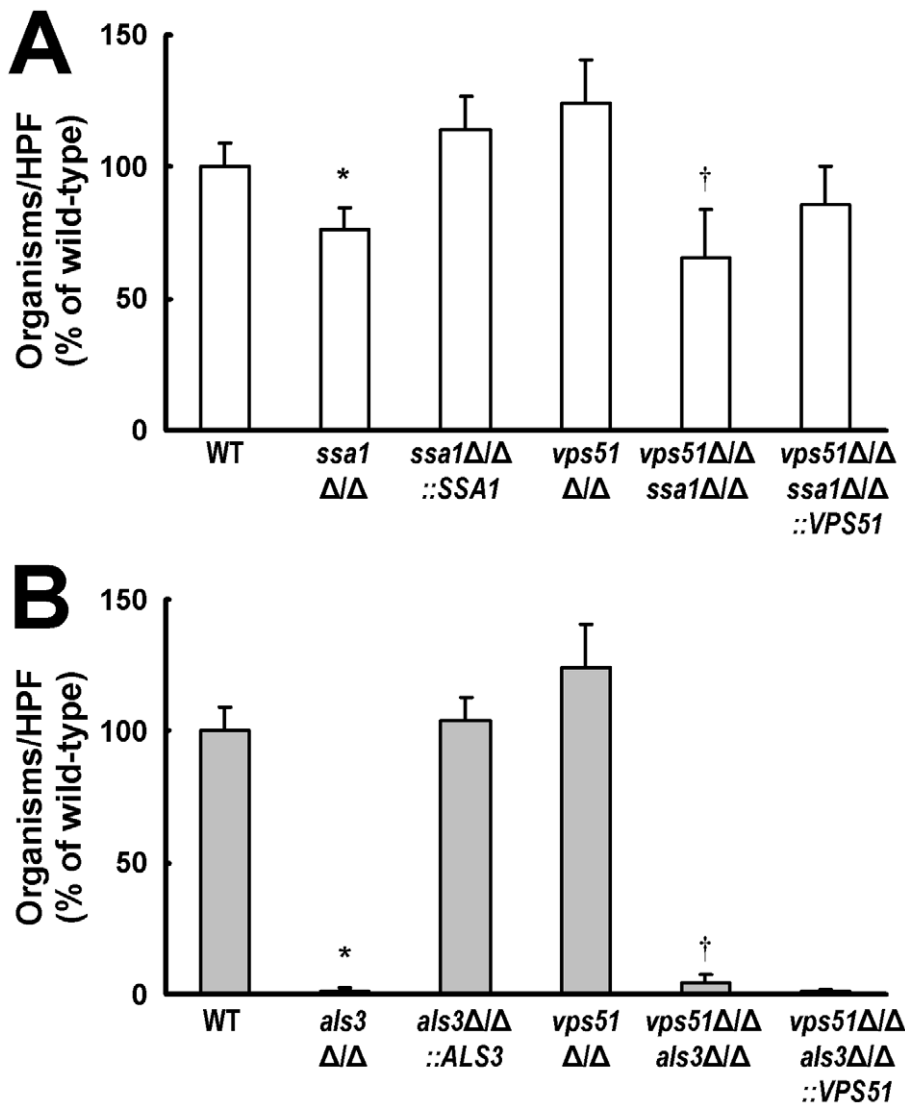 A
Organisms/HPF
(% of wild-type)
150
100
50
0
*
†
WT
ssa1
Δ/Δ
ssa1Δ/Δ
::SSA1
vps51
Δ/Δ
vps51Δ/Δ
ssa1Δ/Δ
vps51Δ/Δ
ssa1Δ/Δ
::VPS51
B
Organisms/HPF
(% of wild-type)
150
100
50
0
*
†
WT
als3
Δ/Δ
als3Δ/Δ
::ALS3
vps51
Δ/Δ
vps51Δ/Δ
als3Δ/Δ
vps51Δ/Δ
als3Δ/Δ
::VPS51